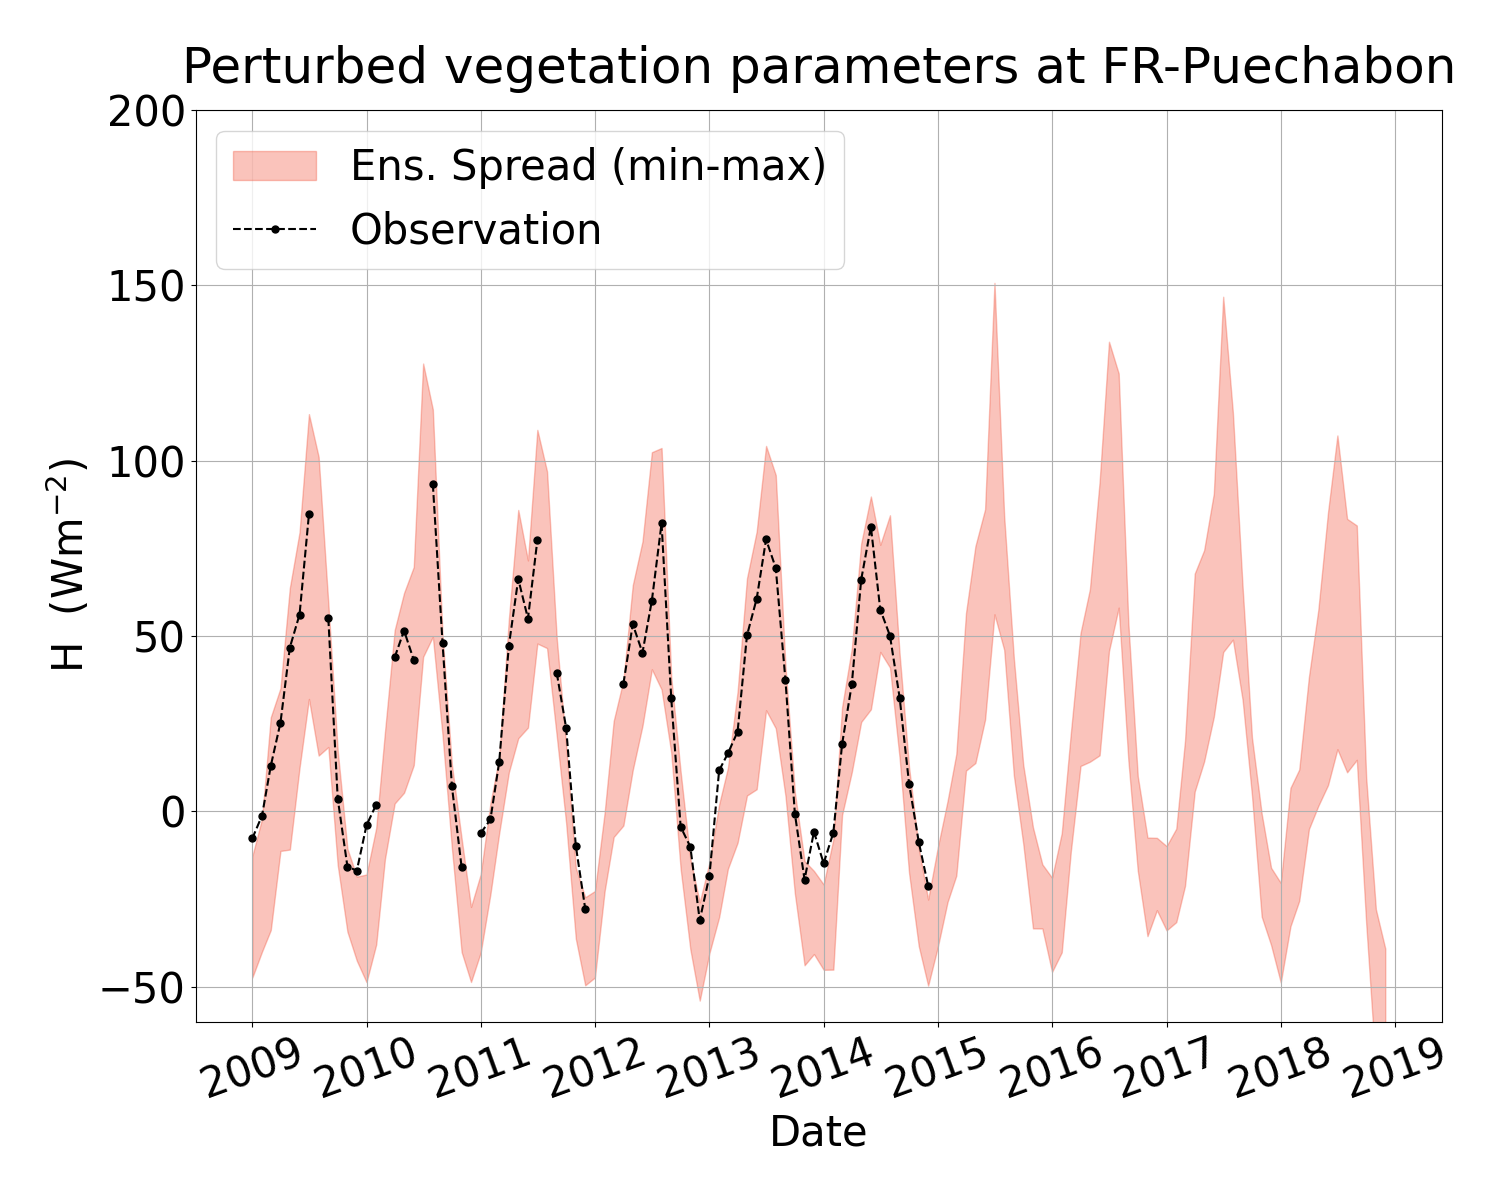 Perturbed vegetation parameters at FR-Puechabon
200
150
100
50
0
−50
H (Wm⁻²)
Ens. Spread (min-max)
Observation
2009 2010 2011 2012 2013 2014 2015 2016 2017 2018 2019
Date